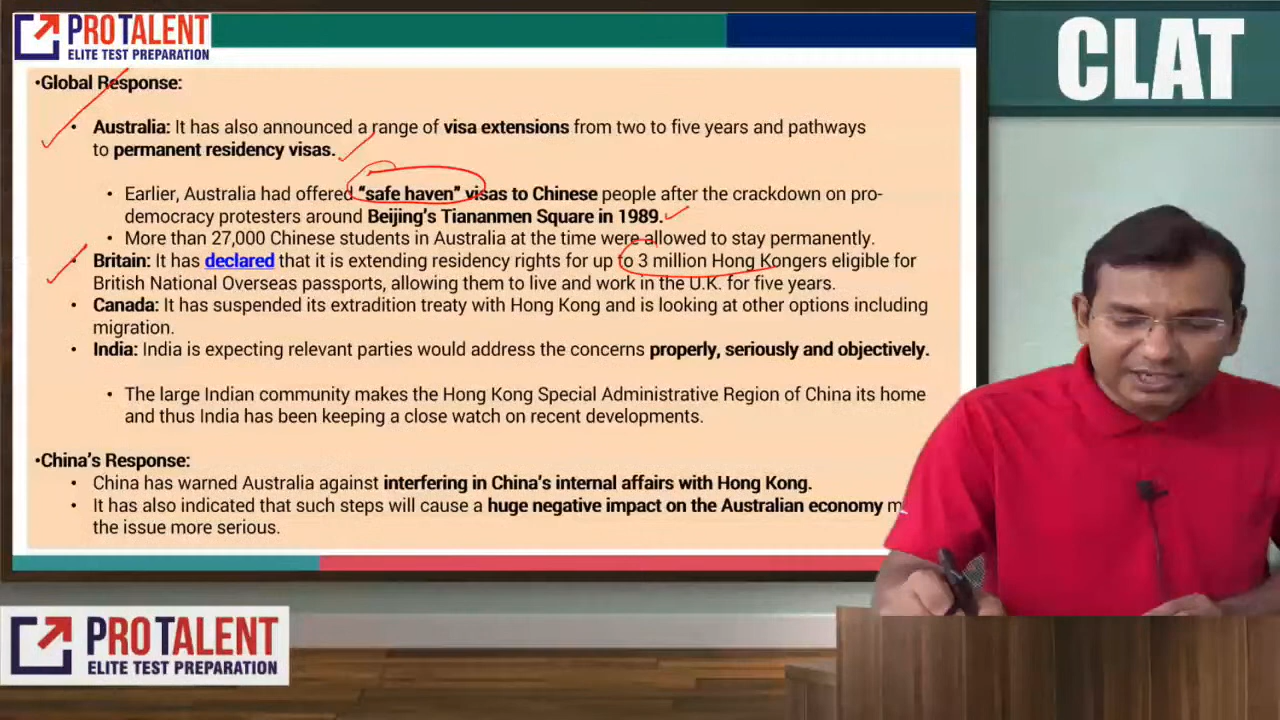 PROTALENT
ELITE TEST PREPARATION
CLAT
•Global Response:
• Australia: It has also announced a range of visa extensions from two to five years and pathways
to permanent residency visas.
• Earlier, Australia had offered “safe haven” visas to Chinese people after the crackdown on pro-
democracy protesters around Beijing’s Tiananmen Square in 1989.
• More than 27,000 Chinese students in Australia at the time were allowed to stay permanently.
• Britain: It has declared that it is extending residency rights for up to 3 million Hong Kongers eligible for
British National Overseas passports, allowing them to live and work in the U.K. for five years.
• Canada: It has suspended its extradition treaty with Hong Kong and is looking at other options including
migration.
• India: India is expecting relevant parties would address the concerns properly, seriously and objectively.
• The large Indian community makes the Hong Kong Special Administrative Region of China its home
and thus India has been keeping a close watch on recent developments.
•China’s Response:
• China has warned Australia against interfering in China’s internal affairs with Hong Kong.
• It has also indicated that such steps will cause a huge negative impact on the Australian economy
the issue more serious.
PROTALENT
ELITE TEST PREPARATION